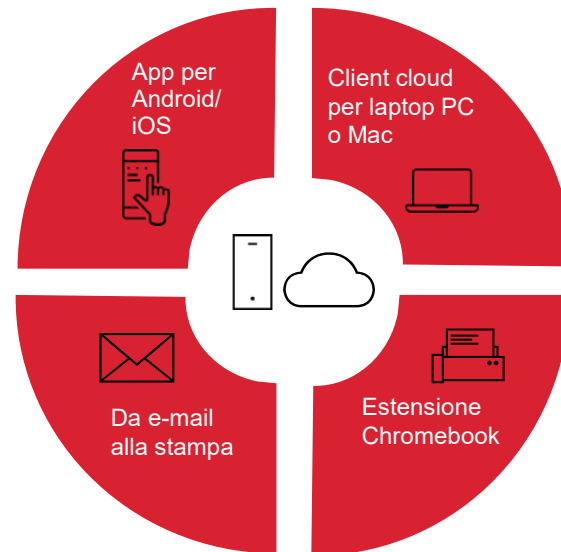 App per
Android/
iOS
Client cloud
per laptop PC
o Mac
Da e-mail
alla stampa
Estensione
Chromebook